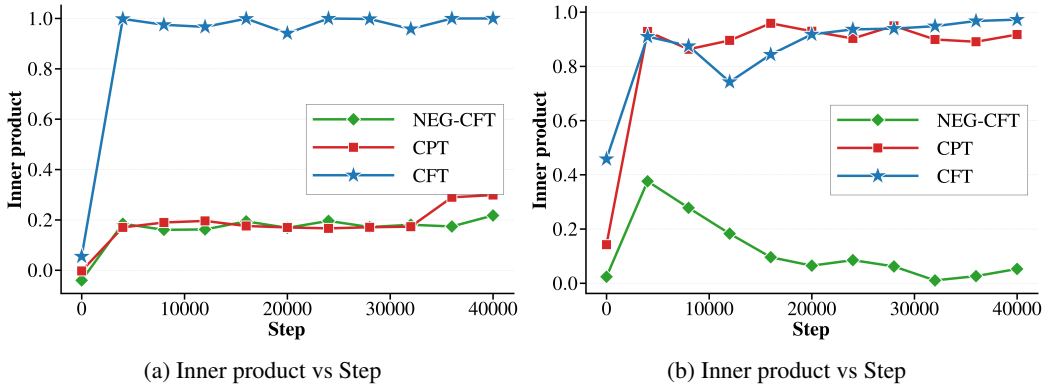 1.0
0.8
0.6
0.4
0.2
0.0
Inner product
NEG-CFT
CPT
CFT
0
10000
20000
30000
40000
Step
(a) Inner product vs Step
1.0
0.8
0.6
0.4
0.2
0.0
Inner product
NEG-CFT
CPT
CFT
0
10000
20000
30000
40000
Step
(b) Inner product vs Step